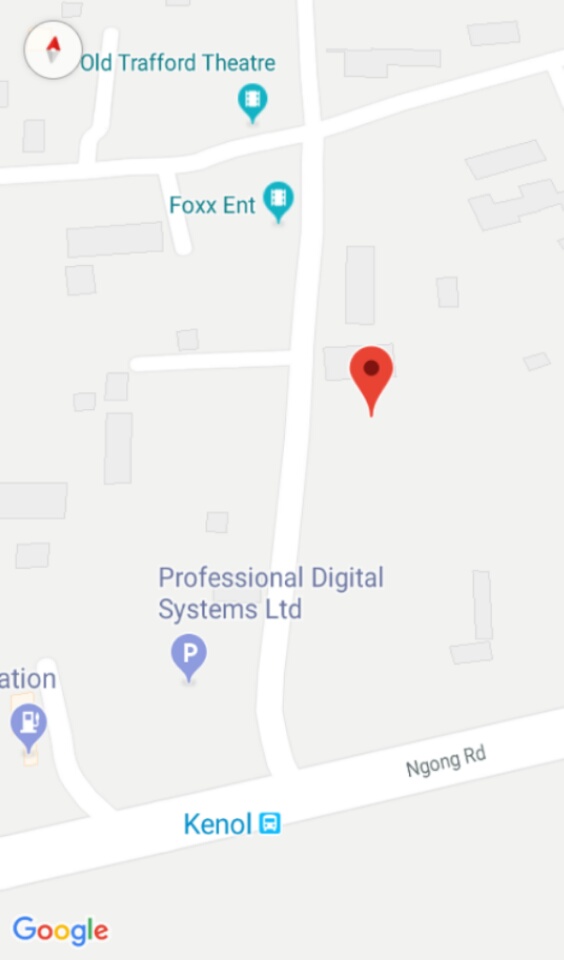 Old Trafford Theatre
Foxx Ent
Professional Digital
Systems Ltd
P
ation
Ngong Rd
Kenol
Google